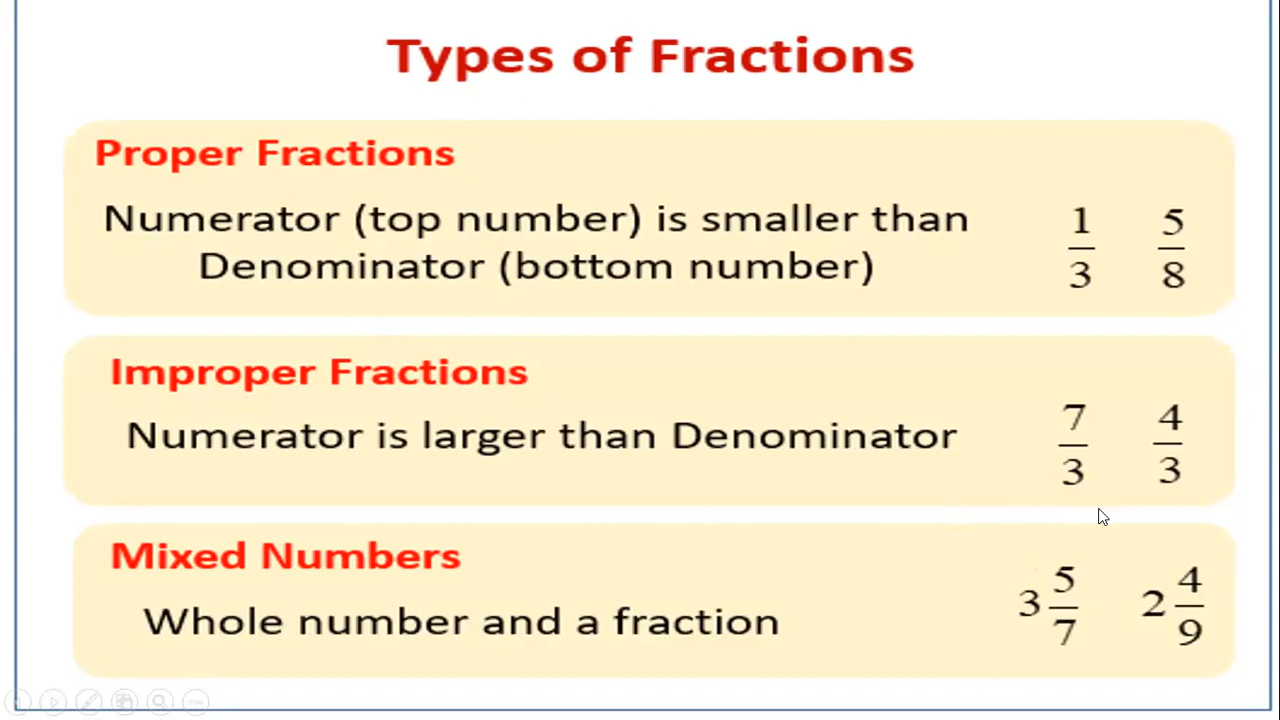 Types of Fractions
Proper Fractions
Numerator (top number) is smaller than
Denominator (bottom number)
1/3 5/8
Improper Fractions
Numerator is larger than Denominator
7/3 4/3
Mixed Numbers
Whole number and a fraction
3 5/7 2 4/9